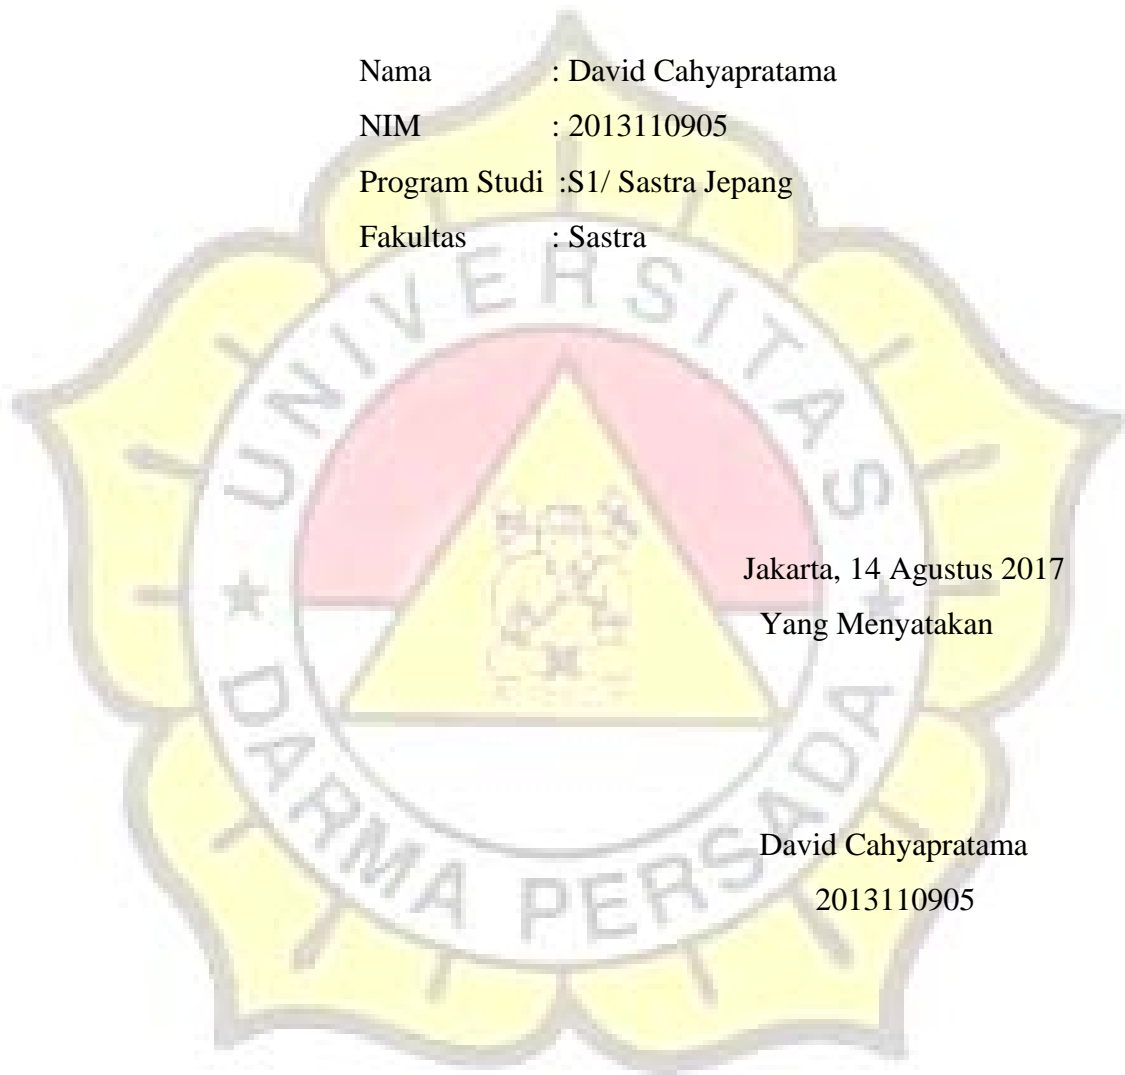 Nama : David Cahyapratama
NIM : 2013110905
Program Studi :S1/ Sastra Jepang
Fakultas : Sastra
UNIVERSITAS
Jakarta, 14 Agustus 2017
Yang Menyatakan
DARMA PERSADA
David Cahyapratama
2013110905